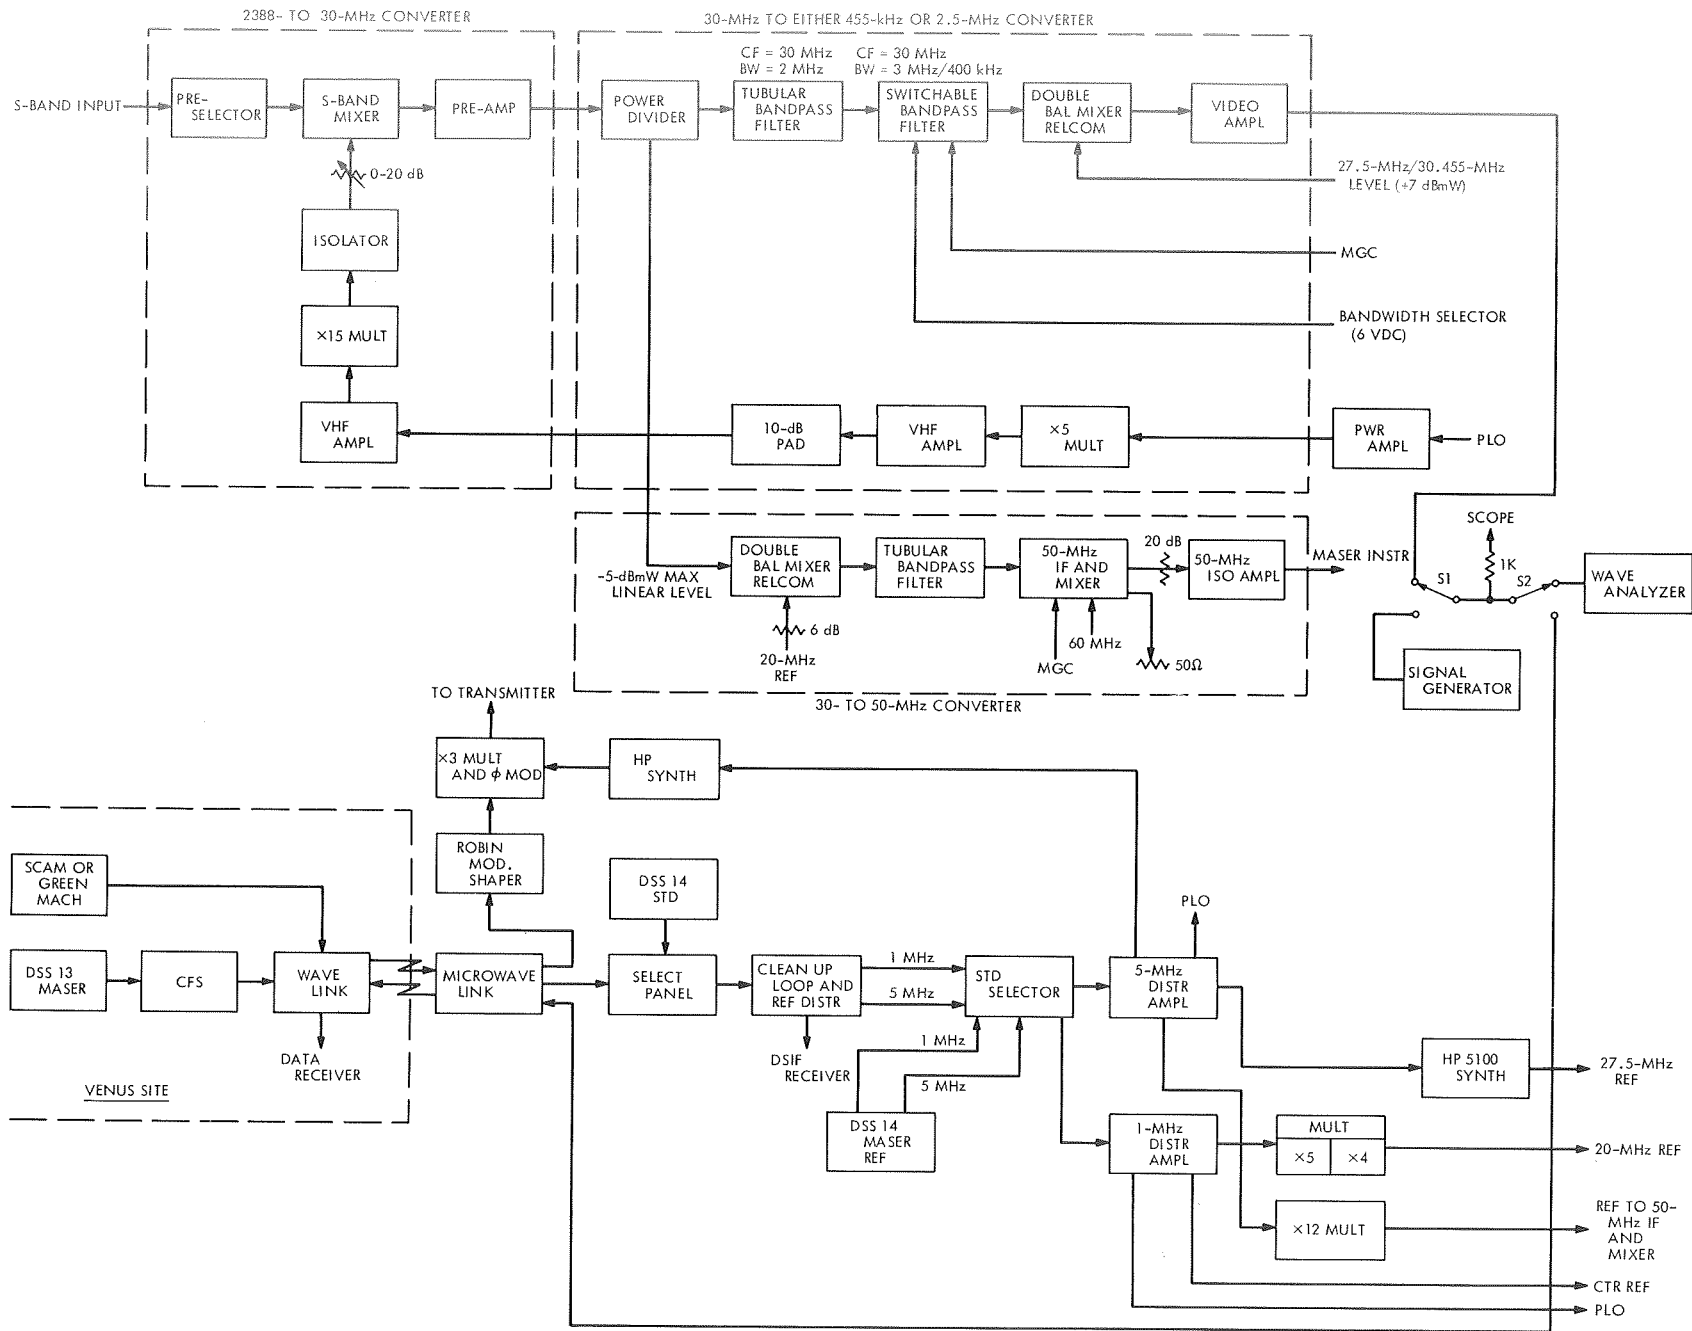 2388- TO 30-MHz CONVERTER
30-MHz TO EITHER 455-kHz OR 2.5-MHz CONVERTER
CF = 30 MHz
BW = 2 MHz
CF = 30 MHz
BW = 3 MHz/400 kHz
S-BAND INPUT
PRE-
SELECTOR
S-BAND
MIXER
PRE-AMP
POWER
DIVIDER
TUBULAR
BANDPASS
FILTER
SWITCHABLE
BANDPASS
FILTER
DOUBLE
BAL MIXER
RELCOM
VIDEO
AMPL
0-20 dB
27.5-MHz/30.455-MHz
LEVEL (+7 dBmW)
ISOLATOR
MGC
×15 MULT
BANDWIDTH SELECTOR
(6 VDC)
VHF
AMPL
10-dB
PAD
VHF
AMPL
×5
MULT
PWR
AMPL
PLO
-5-dBmW MAX
LINEAR LEVEL
DOUBLE
BAL MIXER
RELCOM
TUBULAR
BANDPASS
FILTER
50-MHz
IF AND
MIXER
20 dB
50-MHz
ISO AMPL
MASER INSTR
SCOPE
1K
S1
S2
WAVE
ANALYZER
6 dB
20-MHz
REF
MGC
60 MHz
50Ω
SIGNAL
GENERATOR
30- TO 50-MHz CONVERTER
TO TRANSMITTER
×3 MULT
AND ϕ MOD
HP
SYNTH
ROBIN
MOD.
SHAPER
SCAM OR
GREEN
MACH
DSS 14
STD
PLO
DSS 13
MASER
CFS
WAVE
LINK
MICROWAVE
LINK
SELECT
PANEL
CLEAN UP
LOOP AND
REF DISTR
1 MHz
5 MHz
STD
SELECTOR
5-MHz
DISTR
AMPL
DATA
RECEIVER
DSIF
RECEIVER
1 MHz
5 MHz
VENUS SITE
DSS 14
MASER
REF
HP 5100
SYNTH
27.5-MHz
REF
1-MHz
DISTR
AMPL
MULT
×5
×4
20-MHz REF
×12 MULT
REF TO 50-
MHz IF
AND
MIXER
CTR REF
PLO